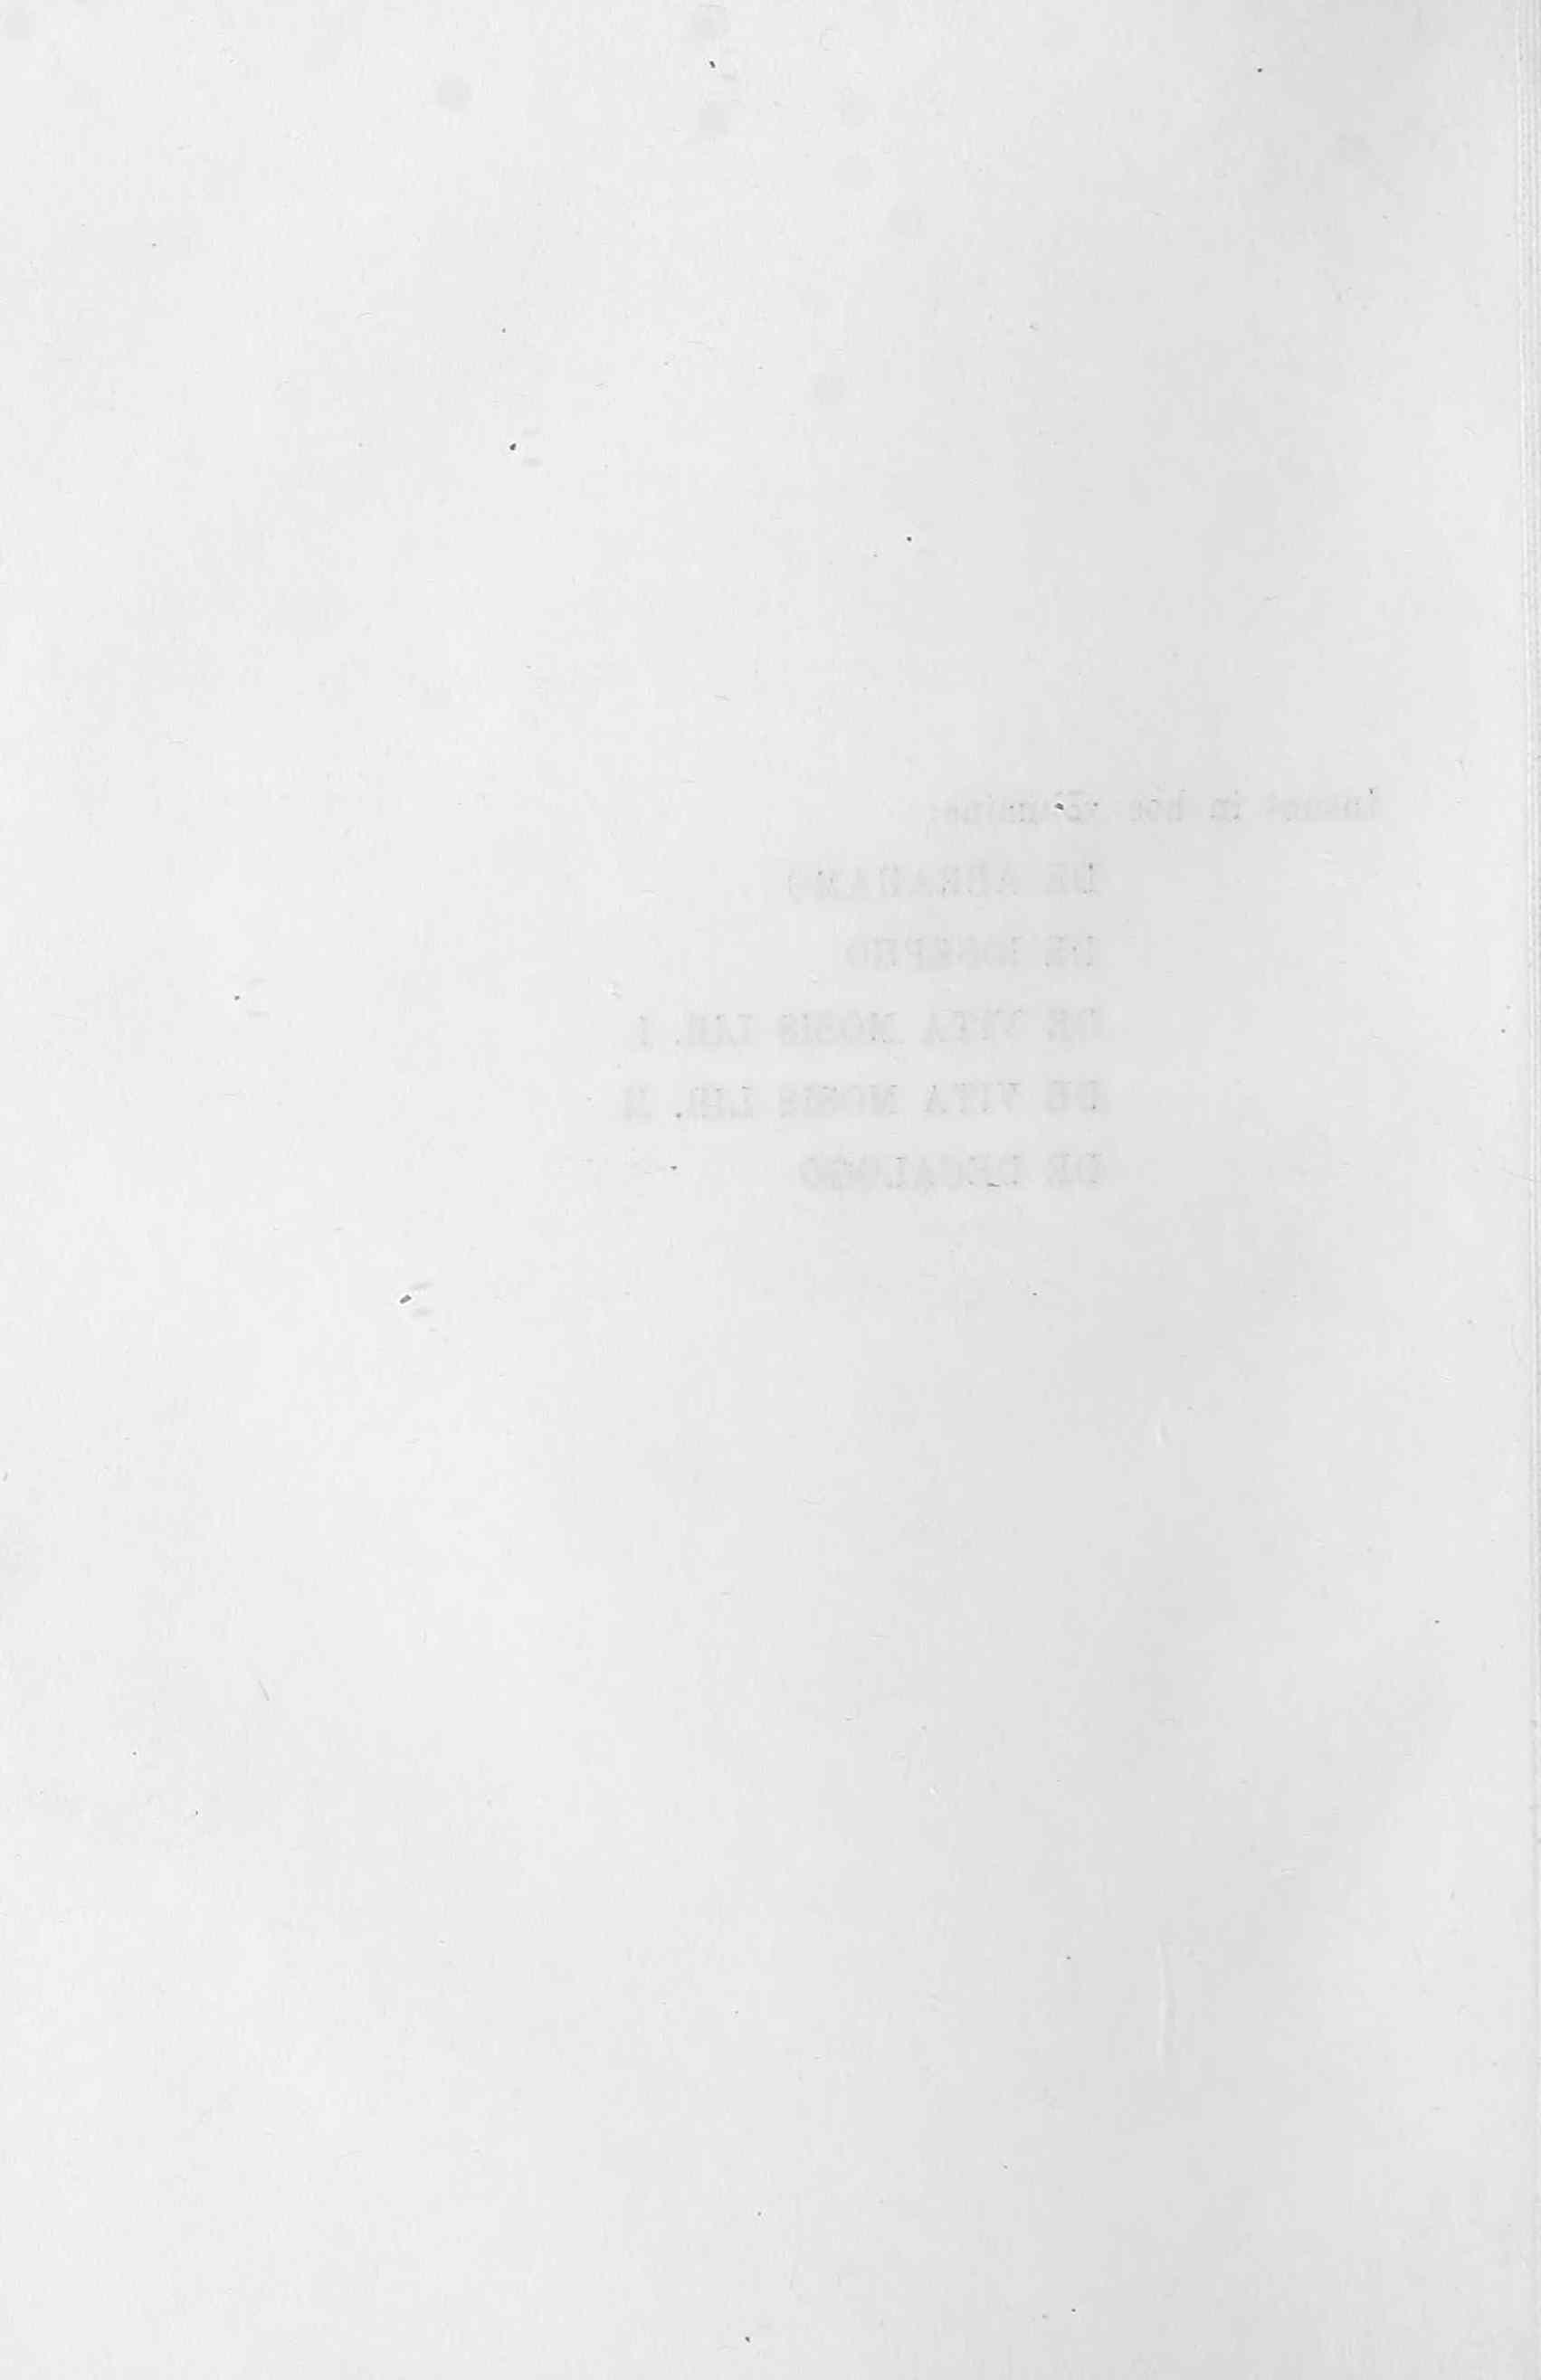 Insunt in hoc volumine:
DE ABRAHAMO
DE IOSEPHO
DE VITA MOSIS LIB. I
DE VITA MOSIS LIB. II
DE DECALOGO